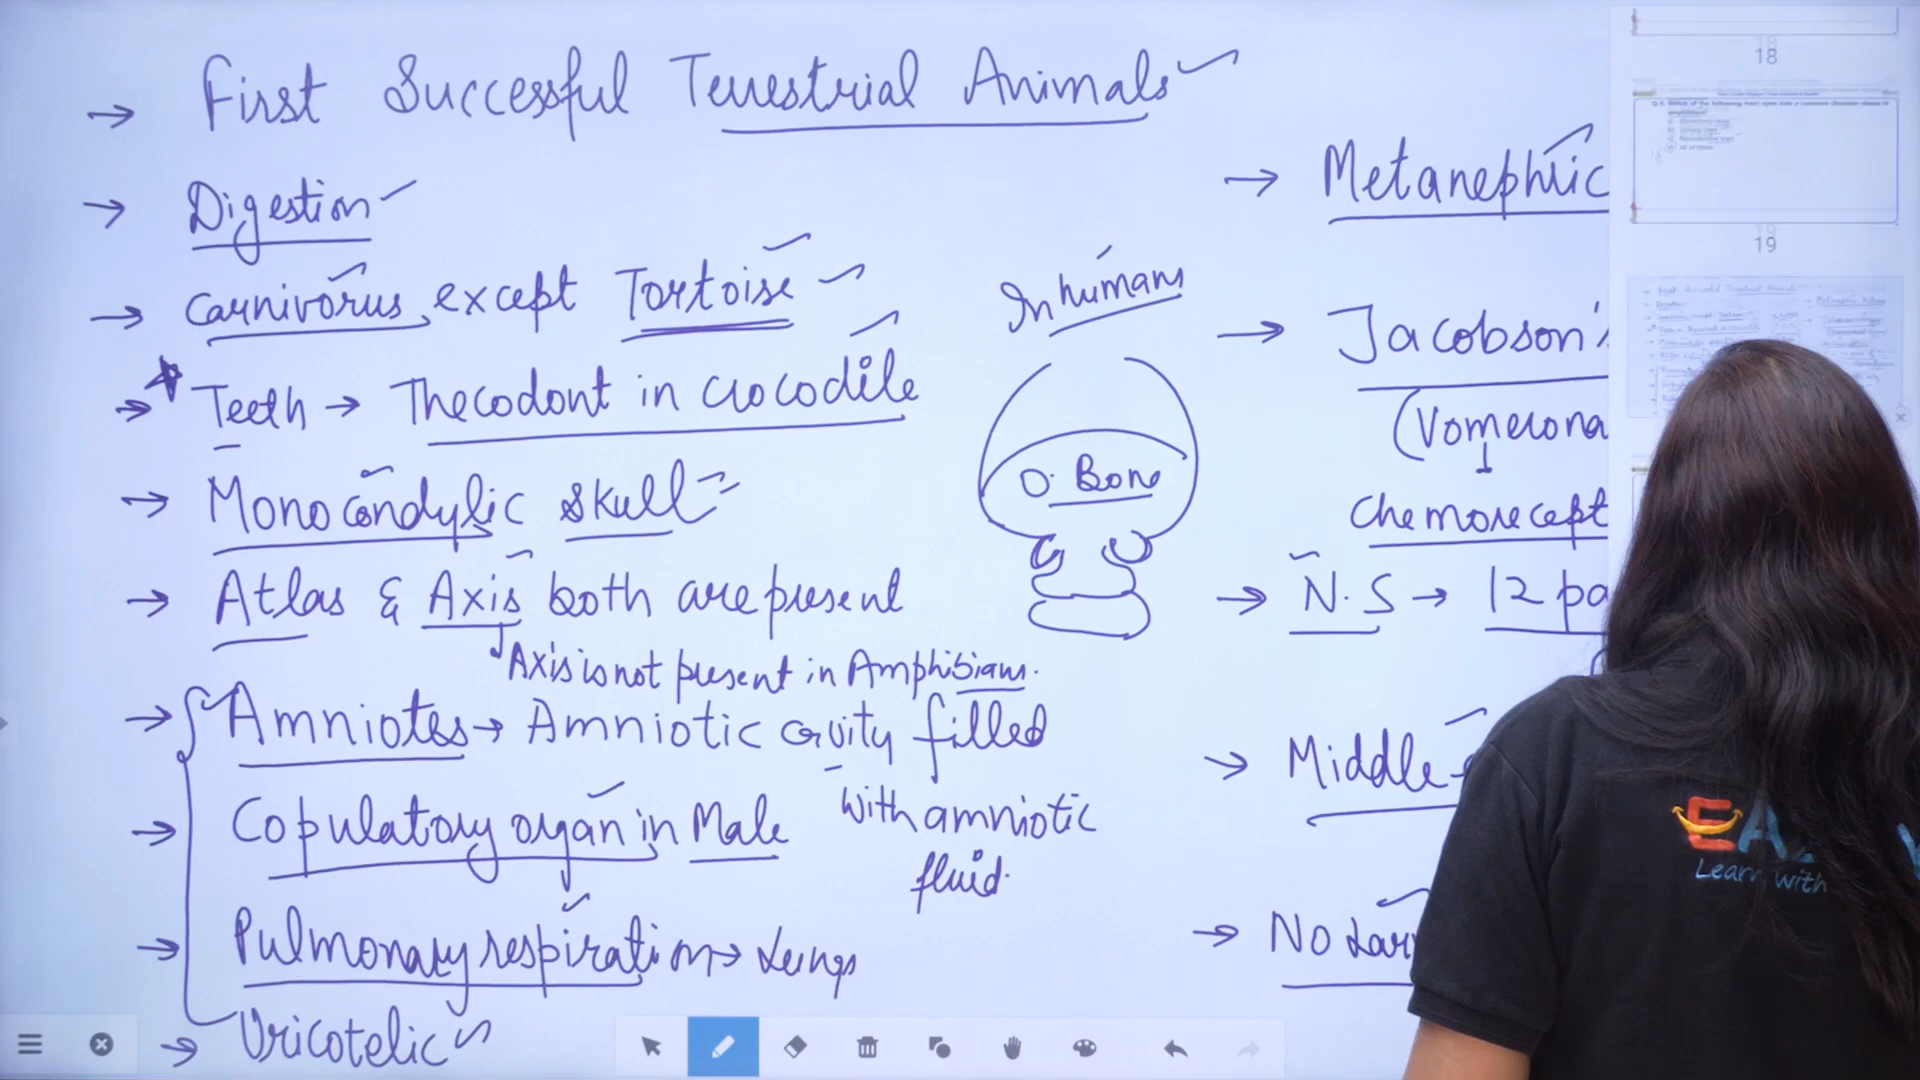 → First Successful Terrestrial Animals
→ Digestion
→ Carnivorus, except Tortoise
→ Teeth → Thecodont in crocodile
→ Monocondylic skull
→ Atlas & Axis both are present
Axis is not present in Amphibians.
→ Amniotes → Amniotic cavity filled
with amniotic
fluid.
→ Copulatory organ in Male
→ Pulmonary respiration → Lungs
→ Uricotelic
In humans
O. Bone
→ Metanephric
→ Jacobson's
(Vomerona
chemorecept
→ N.S → 12 pa
→ Middle
→ No Lar
18
19
Learn with